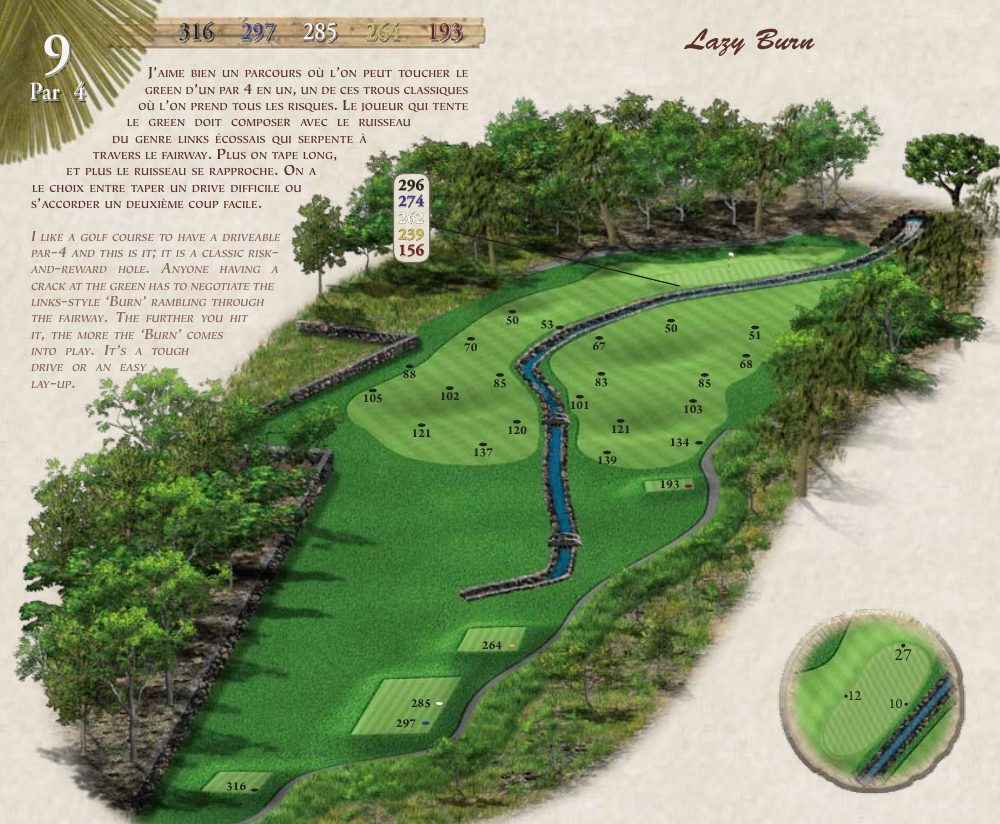 9
Par 4
316 297 285 264 193
Lazy Burn
J'aime bien un parcours où l'on peut toucher le
green d'un par 4 en un, un de ces trous classiques
où l'on prend tous les risques. Le joueur qui tente
le green doit composer avec le ruisseau
du genre links écossais qui serpente à
travers le fairway. Plus on tape long,
et plus le ruisseau se rapproche. On a
le choix entre taper un drive difficile ou
s'accorder un deuxième coup facile.
I like a golf course to have a driveable
par-4 and this is it; it is a classic risk-
and-reward hole. Anyone having a
crack at the green has to negotiate the
links-style 'Burn' rambling through
the fairway. The further you hit
it, the more the 'Burn' comes
into play. It's a tough
drive or an easy
lay-up.
296
274
262
239
156
50
53
50
51
70
67
68
88
85
83
85
105
102
101
103
121
120
121
134
137
139
193
264
285
297
316
27
12
10